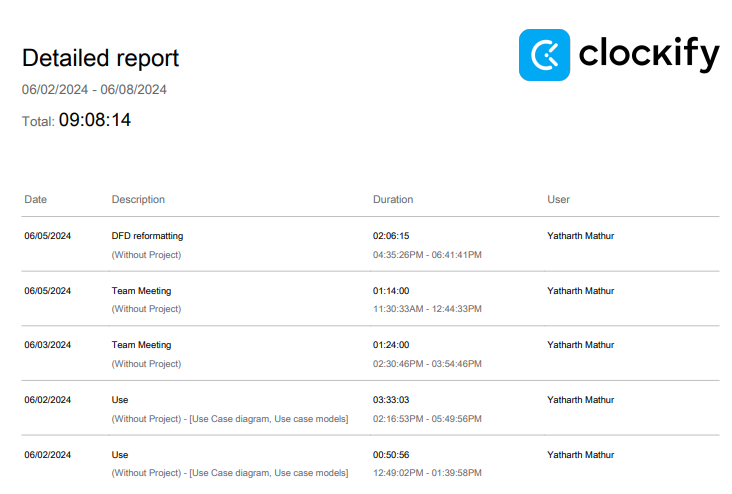 clockify
Detailed report
06/02/2024 - 06/08/2024
Total: 09:08:14
Date Description Duration User
06/05/2024 DFD reformatting 02:06:15 Yatharth Mathur
(Without Project) 04:35:26PM - 06:41:41PM
06/05/2024 Team Meeting 01:14:00 Yatharth Mathur
(Without Project) 11:30:33AM - 12:44:33PM
06/03/2024 Team Meeting 01:24:00 Yatharth Mathur
(Without Project) 02:30:46PM - 03:54:46PM
06/02/2024 Use 03:33:03 Yatharth Mathur
(Without Project) - [Use Case diagram, Use case models] 02:16:53PM - 05:49:56PM
06/02/2024 Use 00:50:56 Yatharth Mathur
(Without Project) - [Use Case diagram, Use case models] 12:49:02PM - 01:39:58PM